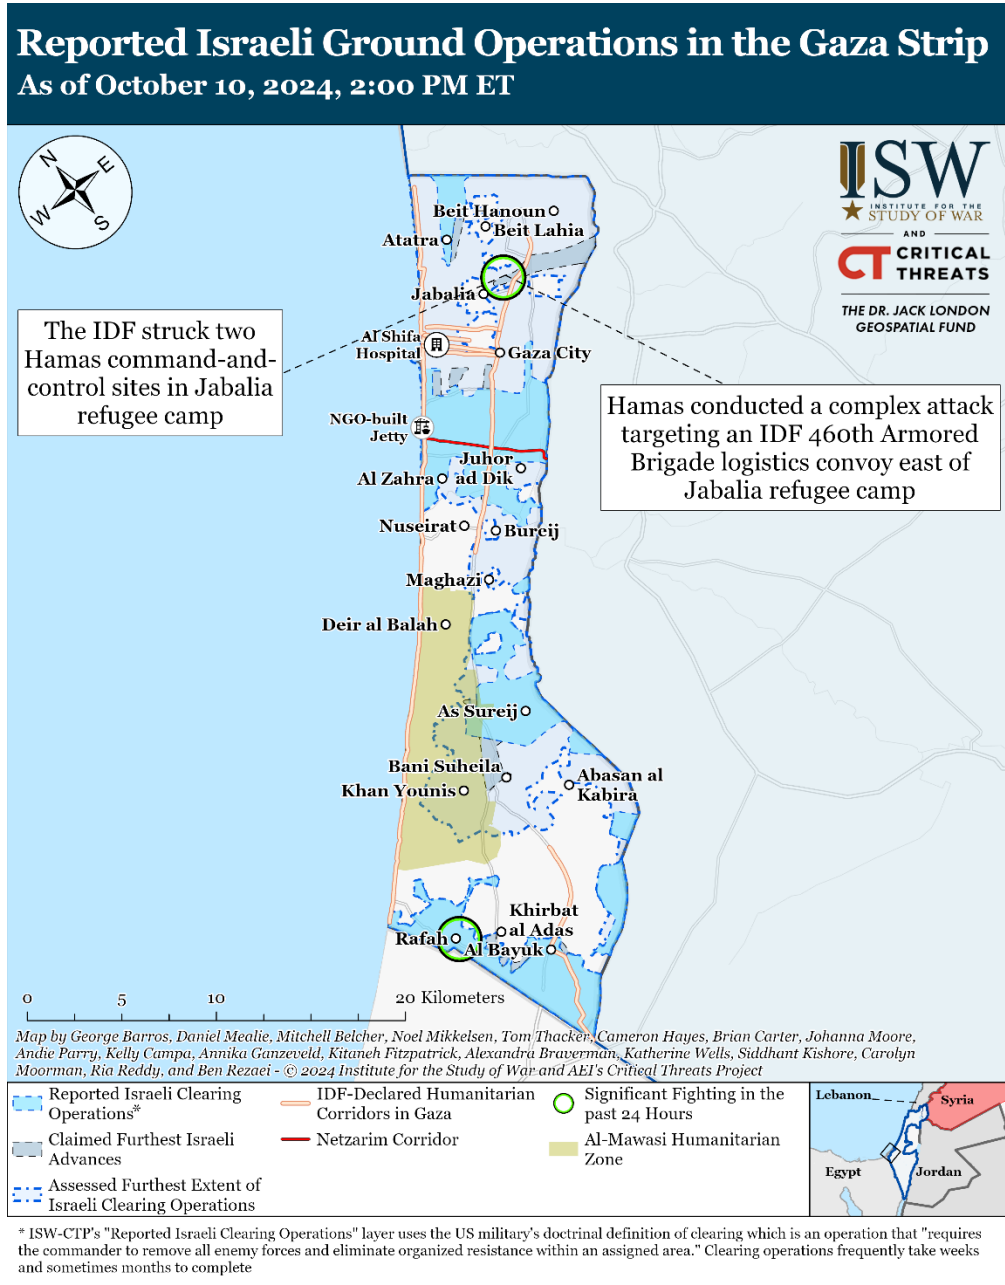 Reported Israeli Ground Operations in the Gaza Strip
As of October 10, 2024, 2:00 PM ET
N
E
W
S
ISW
INSTITUTE FOR THE
STUDY OF WAR
AND
CT CRITICAL
THREATS
THE DR. JACK LONDON
GEOSPATIAL FUND
Beit Hanoun
Beit Lahia
Atatra
Jabalia
The IDF struck two
Hamas command-and-
control sites in Jabalia
refugee camp
Al Shifa
Hospital
Gaza City
Hamas conducted a complex attack
targeting an IDF 460th Armored
Brigade logistics convoy east of
Jabalia refugee camp
NGO-built
Jetty
Juhor
ad Dik
Al Zahra
Nuseirat
Bureij
Maghazi
Deir al Balah
As Sureij
Bani Suheila
Khan Younis
Abasan al
Kabira
Khirbat
al Adas
Rafah
Al Bayuk
0 5 10 20 Kilometers
Map by George Barros, Daniel Mealie, Mitchell Belcher, Noel Mikkelsen, Tom Thacker, Cameron Hayes, Brian Carter, Johanna Moore,
Andie Parry, Kelly Campa, Annika Ganzeveld, Kitaneh Fitzpatrick, Alexandra Braverman, Katherine Wells, Siddhant Kishore, Carolyn
Moorman, Ria Reddy, and Ben Rezaei - © 2024 Institute for the Study of War and AEI's Critical Threats Project
Reported Israeli Clearing
Operations*
Claimed Furthest Israeli
Advances
Assessed Furthest Extent of
Israeli Clearing Operations
IDF-Declared Humanitarian
Corridors in Gaza
Netzarim Corridor
Significant Fighting in the
past 24 Hours
Al-Mawasi Humanitarian
Zone
Lebanon
Syria
Egypt
Jordan
* ISW-CTP's "Reported Israeli Clearing Operations" layer uses the US military's doctrinal definition of clearing which is an operation that "requires
the commander to remove all enemy forces and eliminate organized resistance within an assigned area." Clearing operations frequently take weeks
and sometimes months to complete